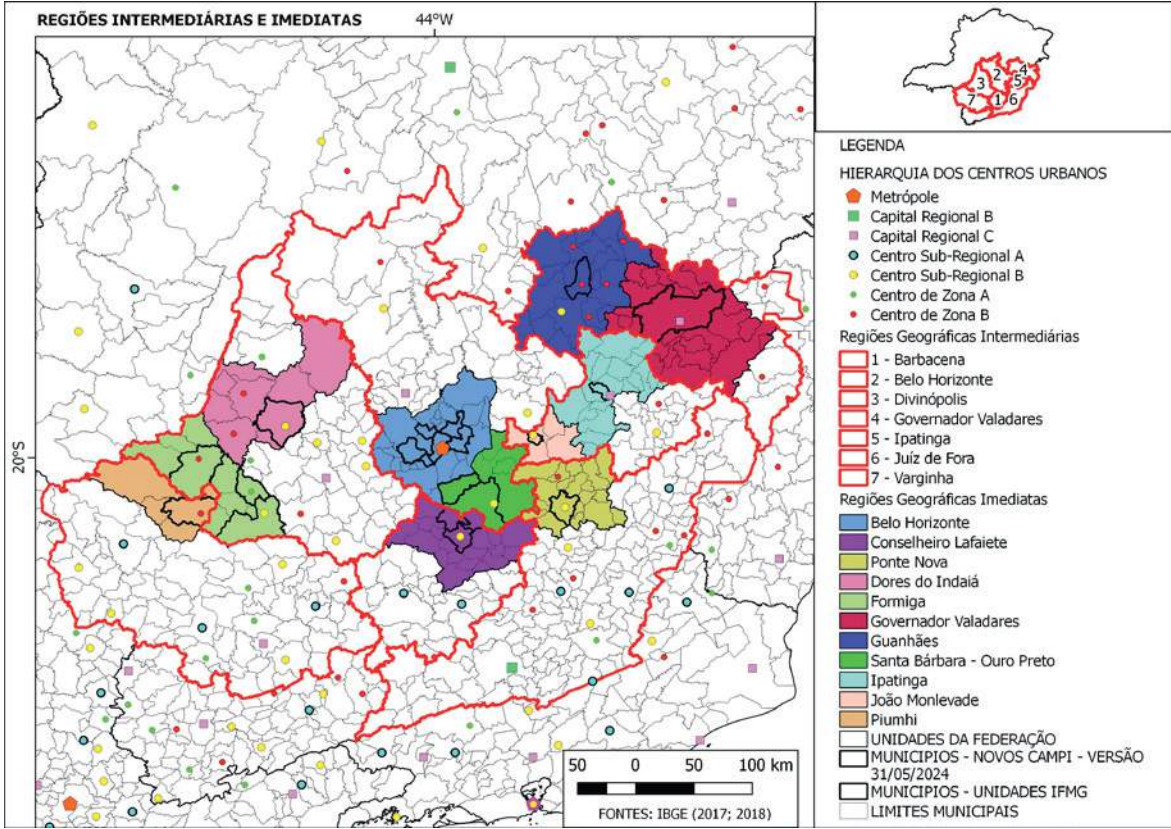 REGIÕES INTERMEDIÁRIAS E IMEDIATAS
44°W
20°S
4
2
5
3
7
1
6
LEGENDA
HIERARQUIA DOS CENTROS URBANOS
Metrópole
Capital Regional B
Capital Regional C
Centro Sub-Regional A
Centro Sub-Regional B
Centro de Zona A
Centro de Zona B
Regiões Geográficas Intermediárias
1 - Barbacena
2 - Belo Horizonte
3 - Divinópolis
4 - Governador Valadares
5 - Ipatinga
6 - Juíz de Fora
7 - Varginha
Regiões Geográficas Imediatas
Belo Horizonte
Conselheiro Lafaiete
Ponte Nova
Dores do Indaiá
Formiga
Governador Valadares
Guanhães
Santa Bárbara - Ouro Preto
Ipatinga
João Monlevade
Piumhi
UNIDADES DA FEDERAÇÃO
MUNICIPIOS - NOVOS CAMPI - VERSÃO
31/05/2024
MUNICIPIOS - UNIDADES IFMG
LIMITES MUNICIPAIS
50 0 50 100 km
FONTES: IBGE (2017; 2018)